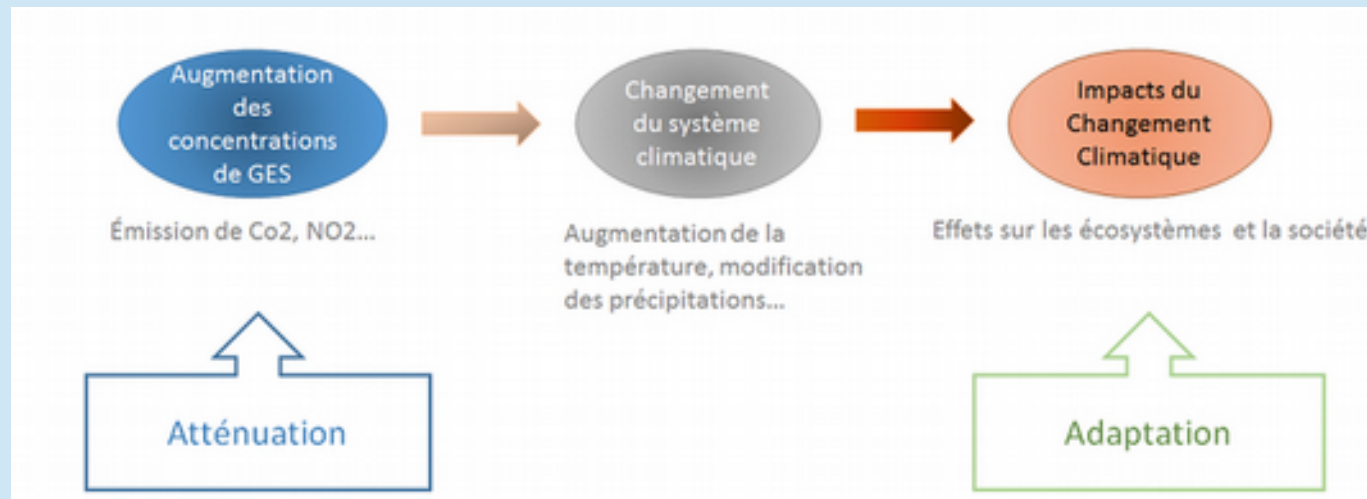 Augmentation
des
concentrations
de GES
Émission de Co2, NO2...
Changement
du système
climatique
Augmentation de la
température, modification
des précipitations...
Impacts du
Changement
Climatique
Effets sur les écosystèmes et la société
Atténuation
Adaptation